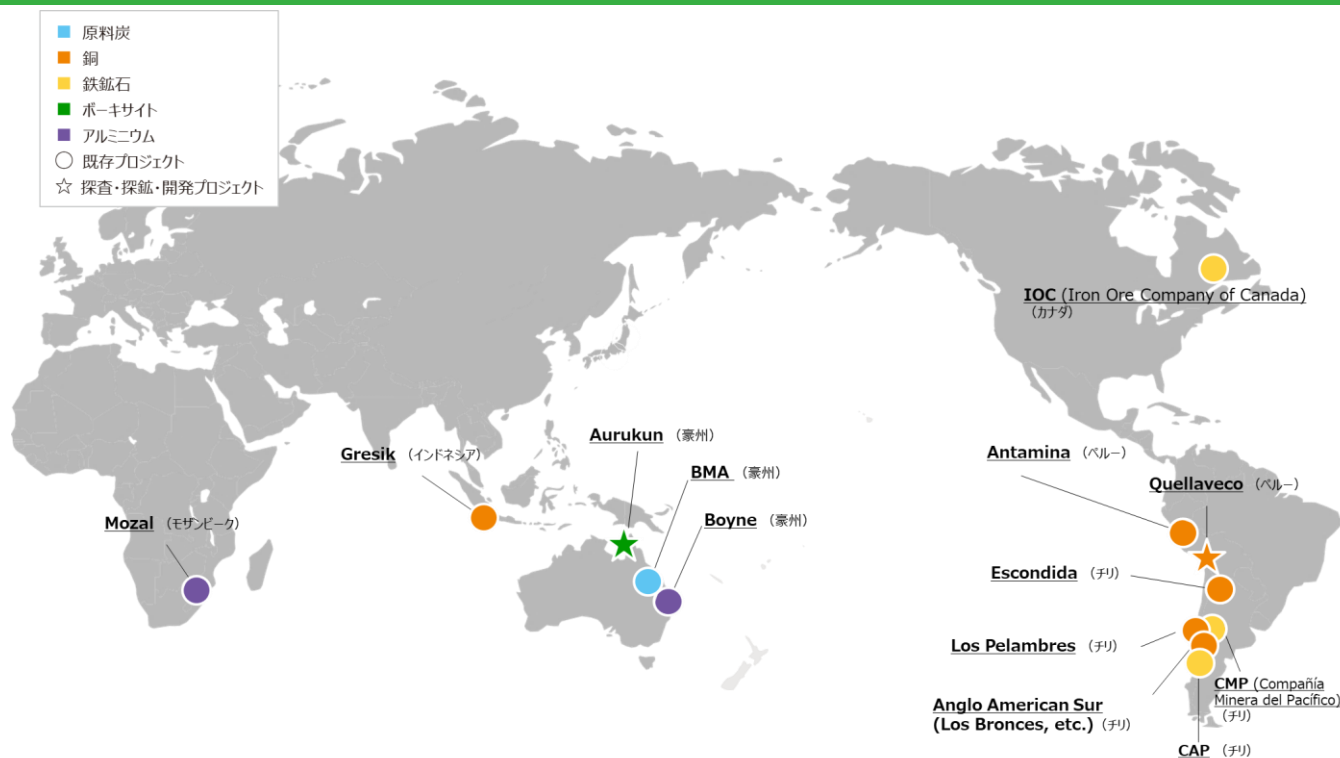 原料炭
銅
鉄鉱石
ボーキサイト
アルミニウム
既存プロジェクト
探査・探鉱・開発プロジェクト
IOC (Iron Ore Company of Canada)
（カナダ）
Aurukun （豪州）
Gresik （インドネシア）
BMA （豪州）
Antamina （ペルー）
Quellaveco （ペルー）
Mozal （モザンビーク）
Boyne （豪州）
Escondida （チリ）
Los Pelambres （チリ）
CMP (Compañía
Minera del Pacífico)
（チリ）
Anglo American Sur
(Los Bronces, etc.) （チリ）
CAP （チリ）